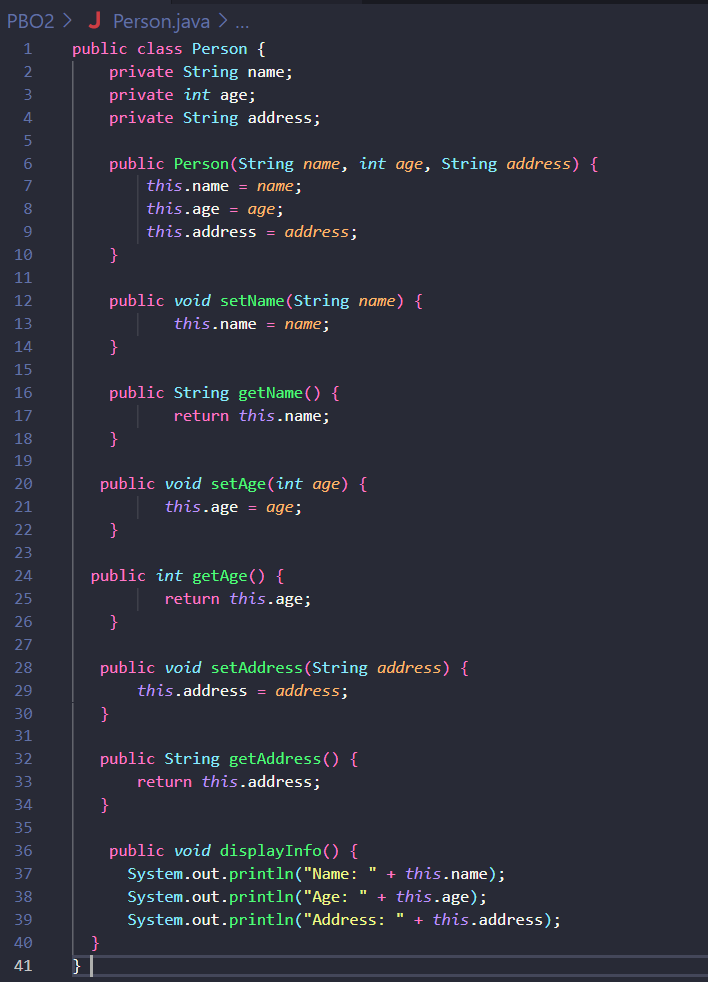 PBO2 > J Person.java > ...
1 public class Person {
2     private String name;
3     private int age;
4     private String address;
5
6     public Person(String name, int age, String address) {
7         this.name = name;
8         this.age = age;
9         this.address = address;
10     }
11
12     public void setName(String name) {
13            this.name = name;
14     }
15
16     public String getName() {
17            return this.name;
18     }
19
20    public void setAge(int age) {
21           this.age = age;
22     }
23
24   public int getAge() {
25           return this.age;
26     }
27
28    public void setAddress(String address) {
29        this.address = address;
30    }
31
32    public String getAddress() {
33        return this.address;
34    }
35
36     public void displayInfo() {
37       System.out.println("Name: " + this.name);
38       System.out.println("Age: " + this.age);
39       System.out.println("Address: " + this.address);
40   }
41 }